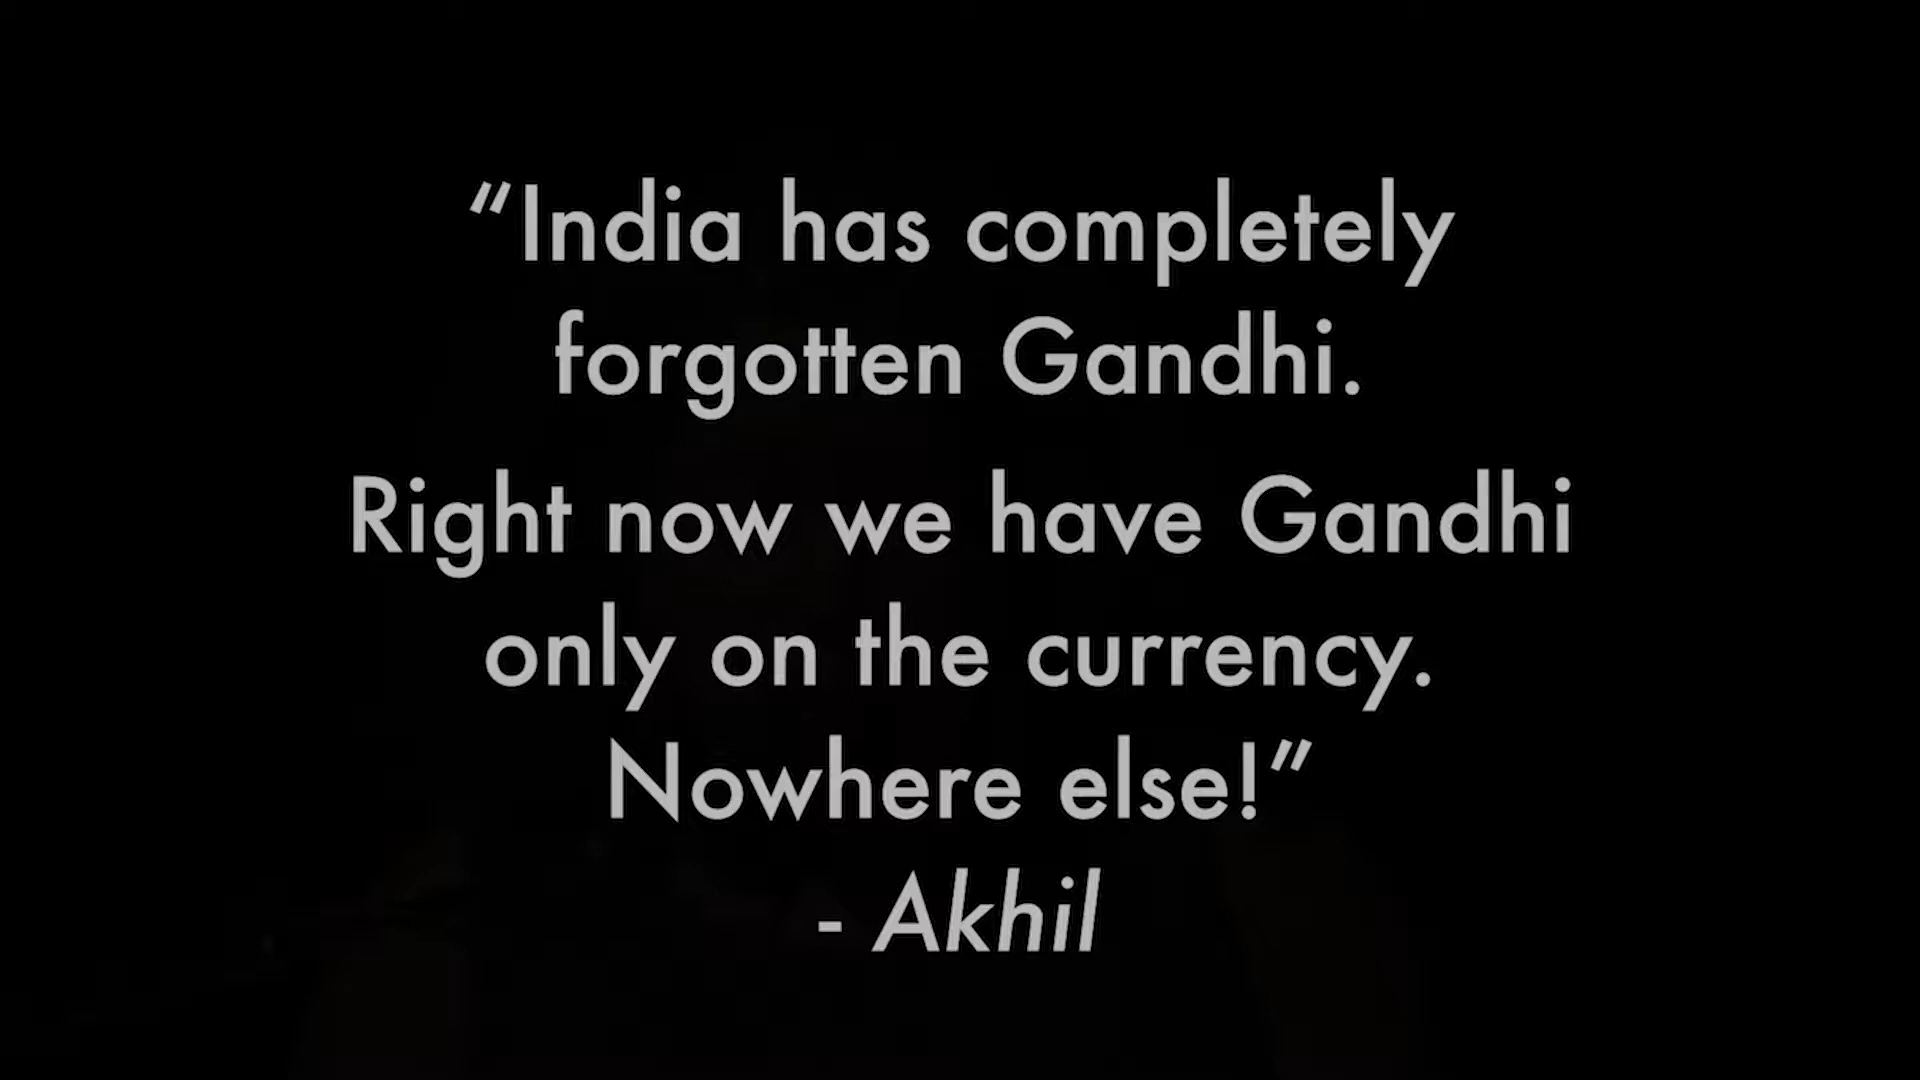 “India has completely
forgotten Gandhi.
Right now we have Gandhi
only on the currency.
Nowhere else!”
- Akhil